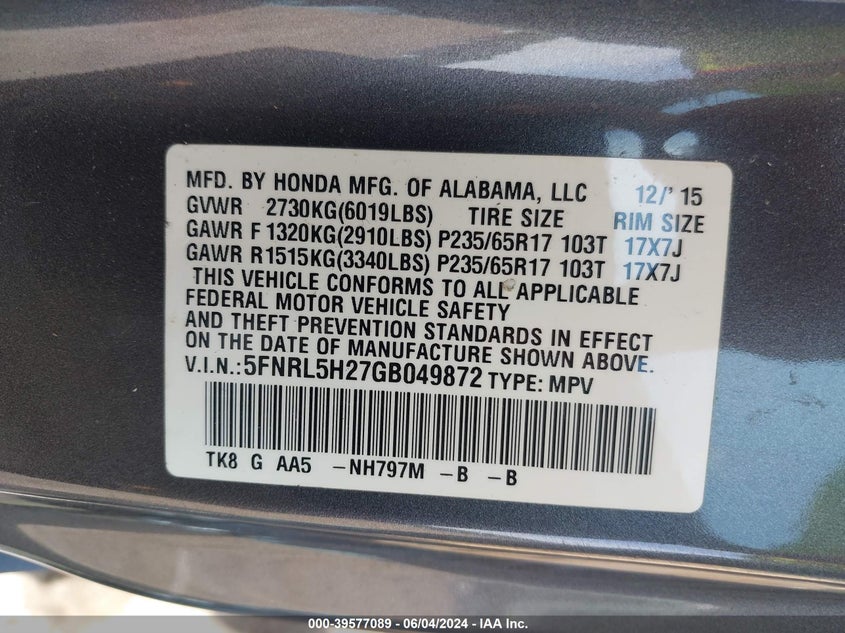 MFD. BY HONDA MFG. OF ALABAMA, LLC 12/'15
GVWR 2730KG(6019LBS) TIRE SIZE RIM SIZE
GAWR F 1320KG(2910LBS) P235/65R17 103T 17X7J
GAWR R1515KG(3340LBS) P235/65R17 103T 17X7J
THIS VEHICLE CONFORMS TO ALL APPLICABLE
FEDERAL MOTOR VEHICLE SAFETY
AND THEFT PREVENTION STANDARDS IN EFFECT
ON THE DATE OF MANUFACTURE SHOWN ABOVE.
V.I.N.:5FNRL5H27GB049872 TYPE: MPV
TK8 G AA5 -NH797M -B -B
000-39577089 - 06/04/2024 - IAA Inc.